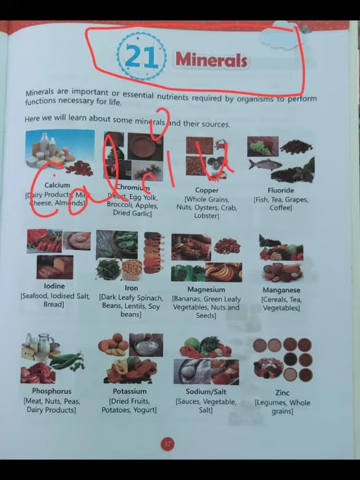 21 Minerals
Minerals are important or essential nutrients required by organisms to perform
functions necessary for life.
Here we will learn about some minerals and their sources.
Calcium
[Dairy Products, Milk
Cheese, Almonds]
Chromium
Egg Yolk,
Broccoli, Apples,
Dried Garlic]
Copper
[Whole Grains,
Nuts, Oysters, Crab,
Lobster]
Fluoride
[Fish, Tea, Grapes,
Coffee]
Iodine
[Seafood, Iodised Salt,
Bread]
Iron
[Dark Leafy Spinach,
Beans, Lentils, Soy
beans]
Magnesium
[Bananas, Green Leafy
Vegetables, Nuts and
Seeds]
Manganese
[Cereals, Tea,
Vegetables]
Phosphorus
[Meat, Nuts, Peas,
Dairy Products]
Potassium
[Dried Fruits,
Potatoes, Yogurt]
Sodium/Salt
[Sauces, Vegetable,
Salt]
Zinc
[Legumes, Whole
grains]
37